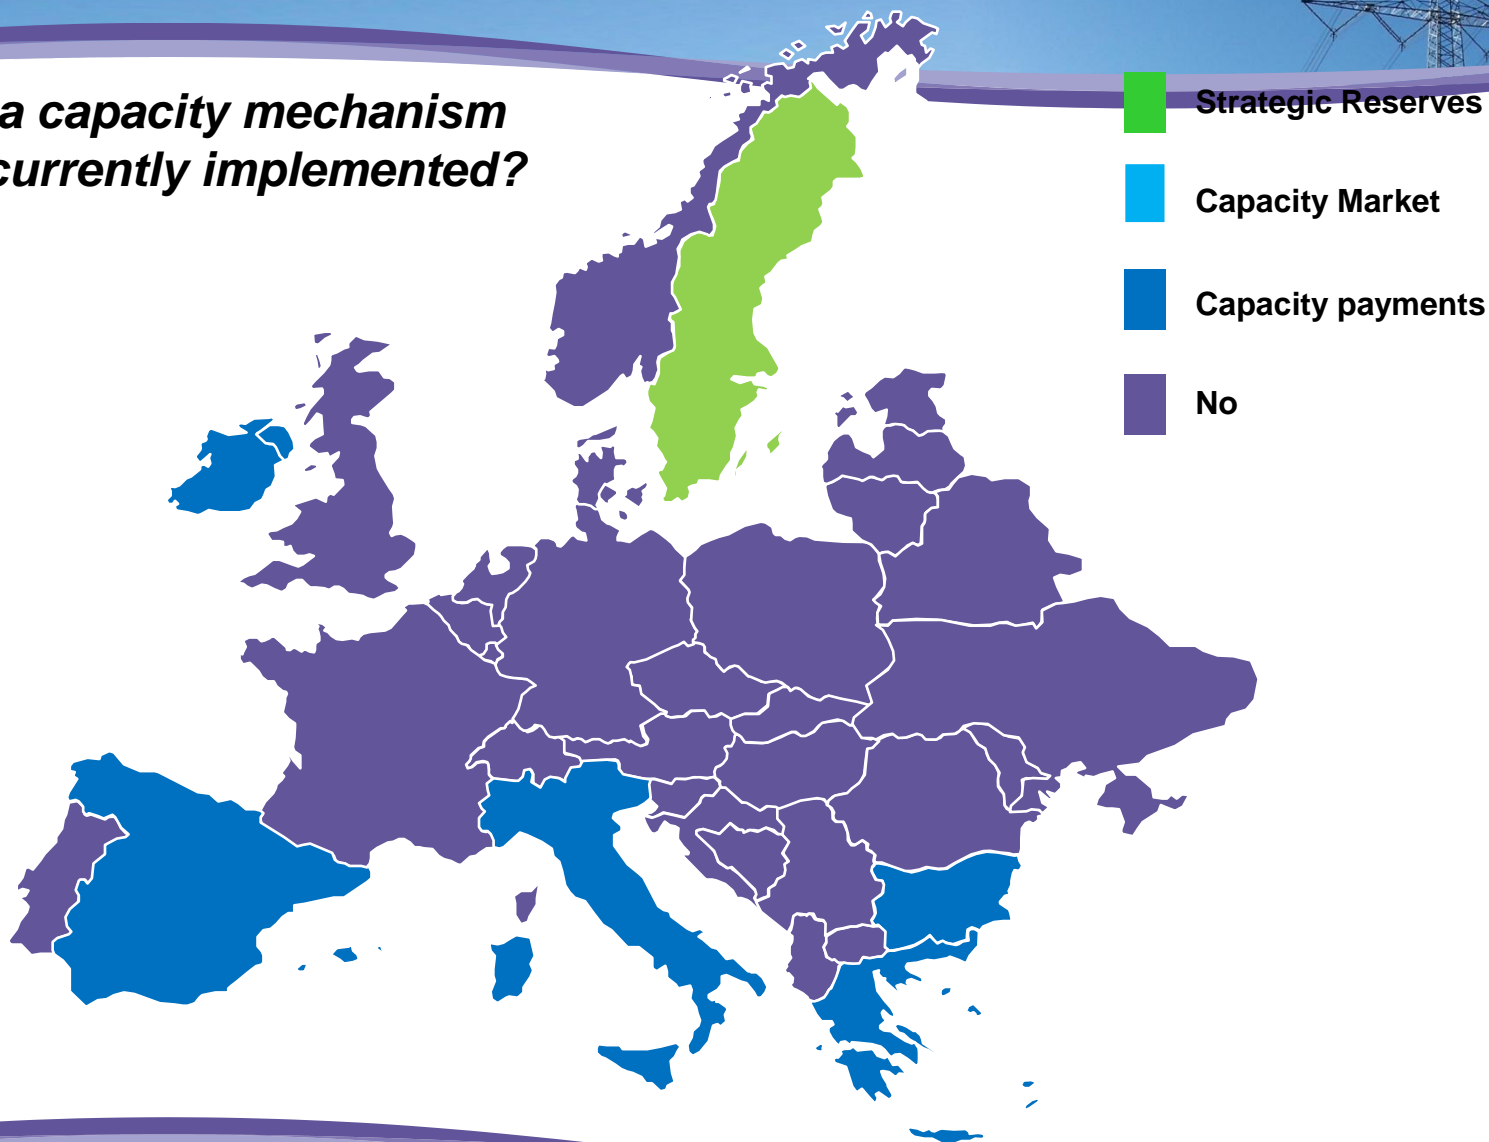 a capacity mechanism
currently implemented?
Strategic Reserves
Capacity Market
Capacity payments
No